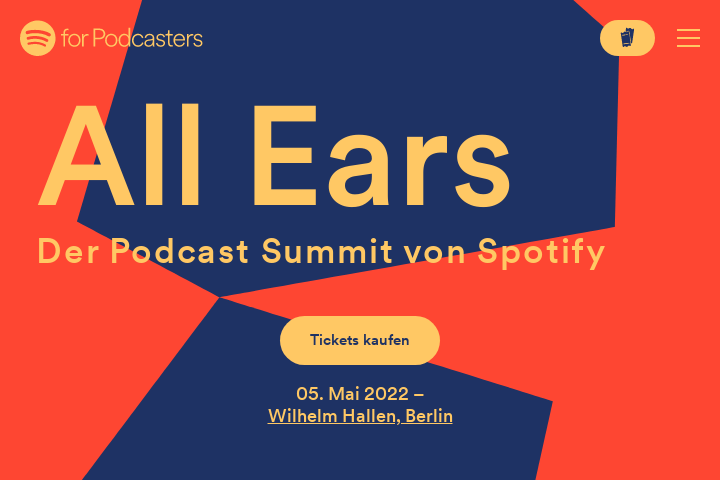 for Podcasters
All Ears
Der Podcast Summit von Spotify
Tickets kaufen
05. Mai 2022 –
Wilhelm Hallen, Berlin